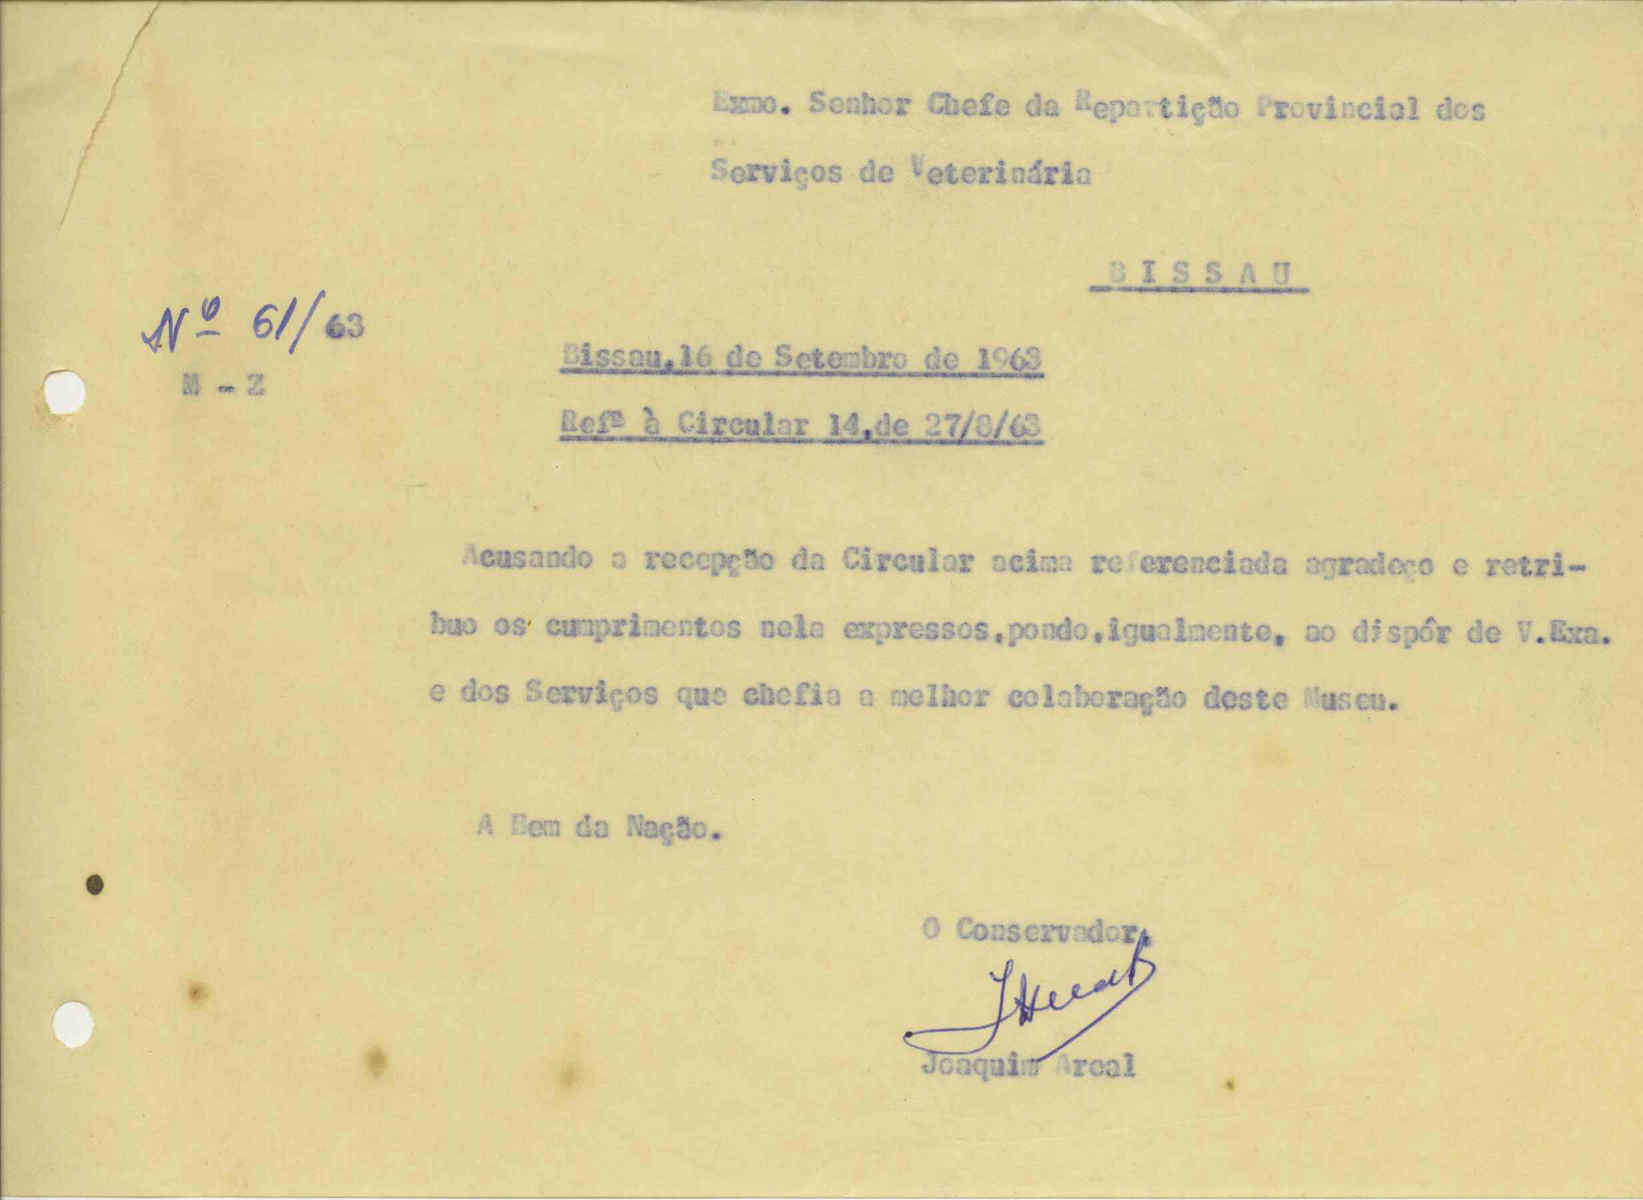 Exmo. Senhor Chefe da Repartição Provincial dos
Serviços de Veterinária
BISSAU
Nº 61/63
M - Z
Bissau,16 de Setembro de 1963
Refª à Circular 14,de 27/8/63
Acusando a recepção da Circular acima referenciada agradeço e retri-
buo os cumprimentos nela expressos,pondo,igualmente, ao dispôr de V.Exa.
e dos Serviços que chefia a melhor colaboração deste Museu.
A Bem da Nação.
O Conservador,
Joaquim Areal